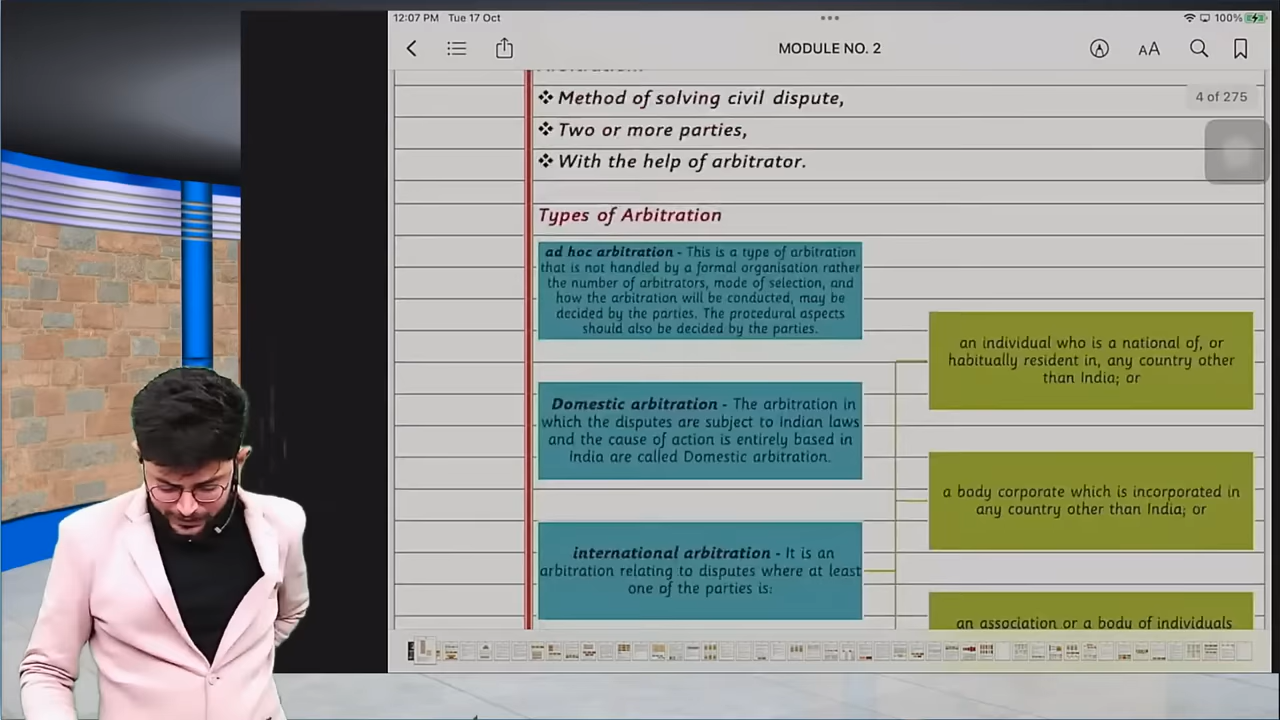 12:07 PM Tue 17 Oct
100%
MODULE NO. 2
AA
4 of 275
❖ Method of solving civil dispute,
❖ Two or more parties,
❖ With the help of arbitrator.
Types of Arbitration
ad hoc arbitration - This is a type of arbitration
that is not handled by a formal organisation rather
the number of arbitrators, mode of selection, and
how the arbitration will be conducted, may be
decided by the parties. The procedural aspects
should also be decided by the parties.
Domestic arbitration - The arbitration in
which the disputes are subject to Indian laws
and the cause of action is entirely based in
India are called Domestic arbitration.
international arbitration - It is an
arbitration relating to disputes where at least
one of the parties is:
an individual who is a national of, or
habitually resident in, any country other
than India; or
a body corporate which is incorporated in
any country other than India; or
an association or a body of individuals